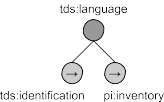 tds:language
→ →
tds:identification pi:inventory